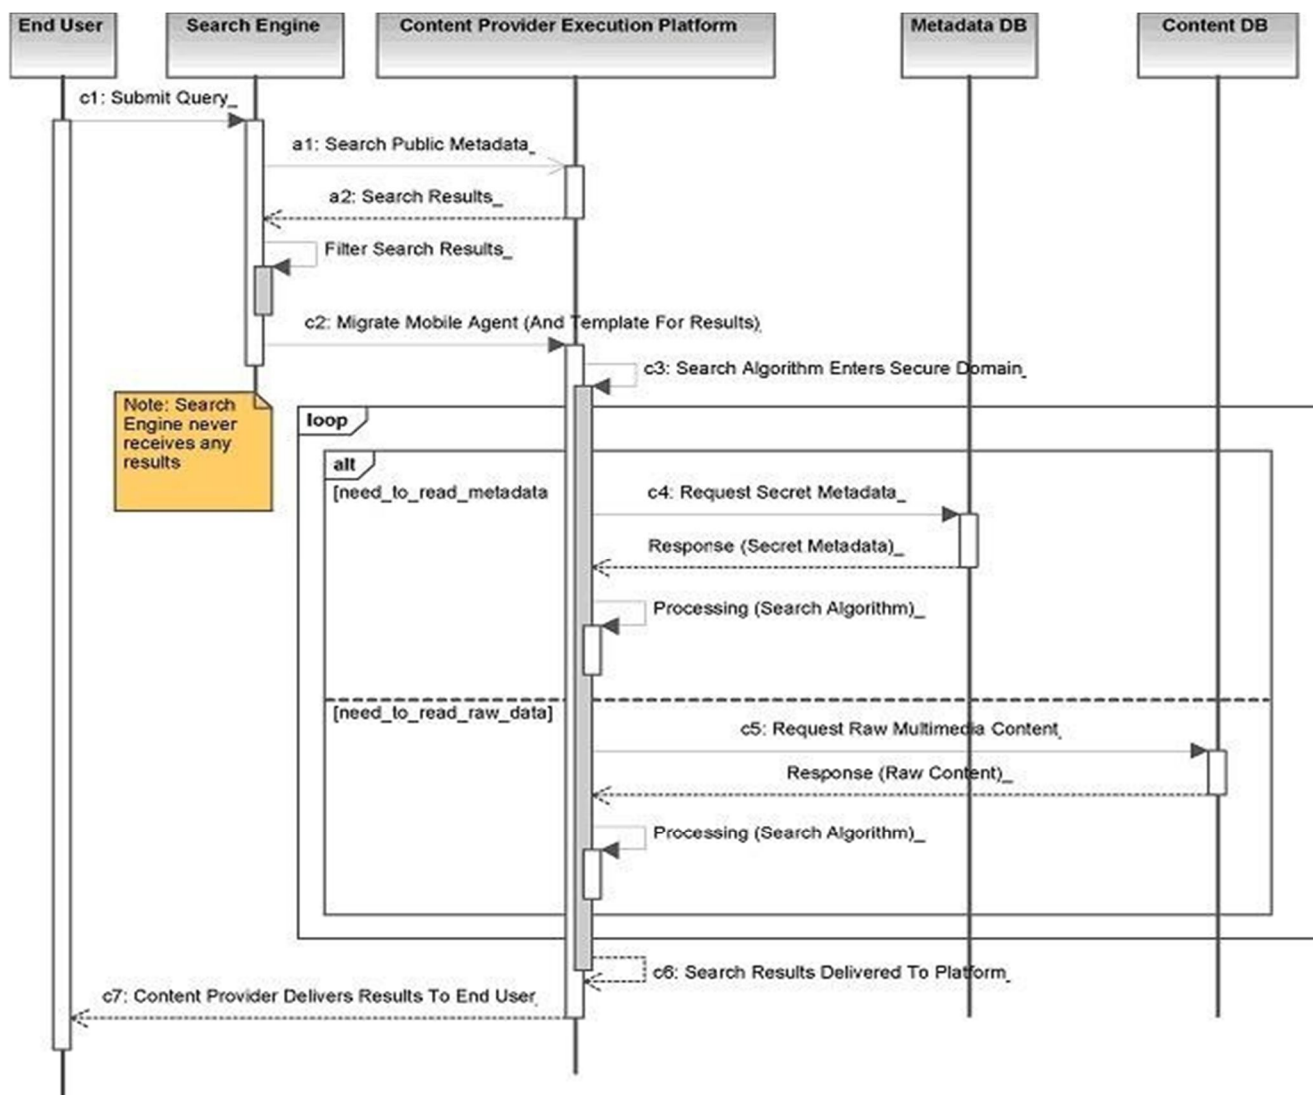 End User
Search Engine
Content Provider Execution Platform
Metadata DB
Content DB
c1: Submit Query_
a1: Search Public Metadata_
a2: Search Results_
Filter Search Results_
c2: Migrate Mobile Agent (And Template For Results)_
c3: Search Algorithm Enters Secure Domain_
Note: Search
Engine never
receives any
results
loop
alt
[need_to_read_metadata
c4: Request Secret Metadata_
Response (Secret Metadata)_
Processing (Search Algorithm)_
[need_to_read_raw_data]
c5: Request Raw Multimedia Content_
Response (Raw Content)_
Processing (Search Algorithm)_
c6: Search Results Delivered To Platform_
c7: Content Provider Delivers Results To End User_